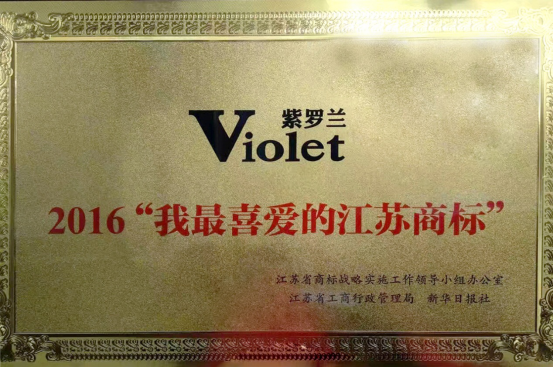 紫罗兰
Violet
2016“我最喜爱的江苏商标”
江苏省商标战略实施工作领导小组办公室
江苏省工商行政管理局 新华日报社